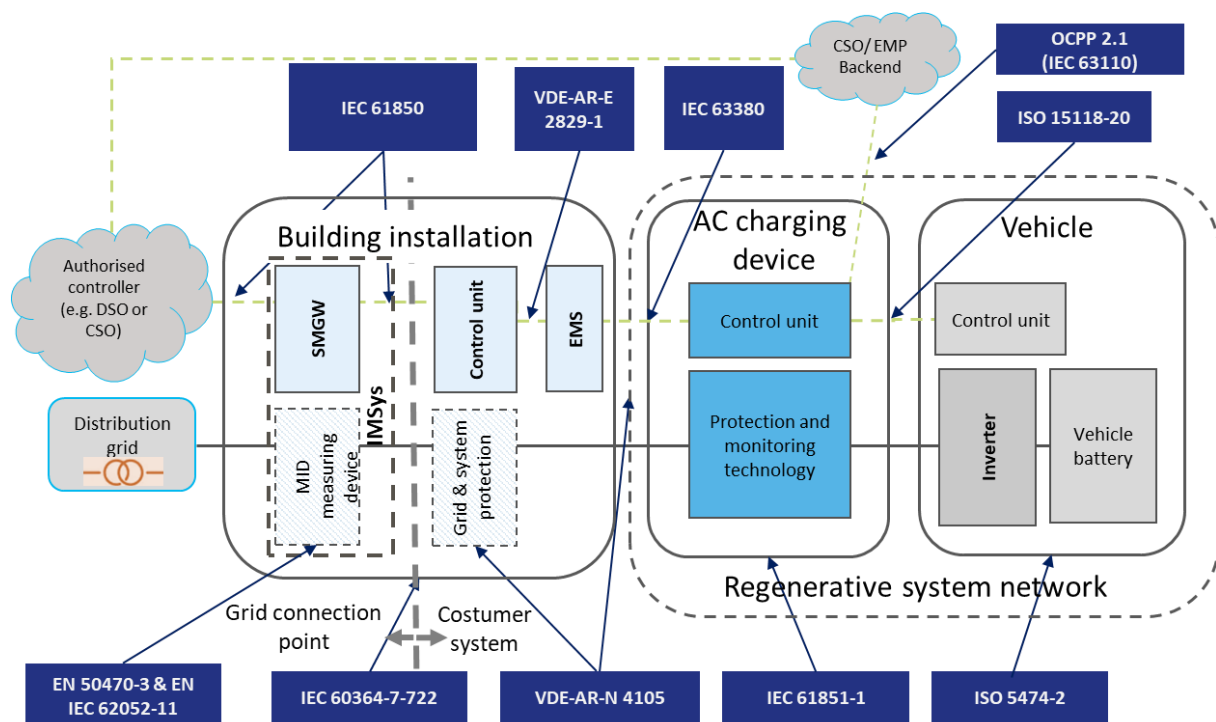 CSO/ EMP
Backend
OCPP 2.1
(IEC 63110)
IEC 61850
VDE-AR-E
2829-1
IEC 63380
ISO 15118-20
Building installation
AC charging
device
Vehicle
Authorised
controller
(e.g. DSO or
CSO)
SMGW
Control unit
EMS
Control unit
Control unit
IMSys
Distribution
grid
MID
measuring
device
Grid & system
protection
Protection and
monitoring
technology
Inverter
Vehicle
battery
Regenerative system network
Grid connection
point
Costumer
system
EN 50470-3 & EN
IEC 62052-11
IEC 60364-7-722
VDE-AR-N 4105
IEC 61851-1
ISO 5474-2